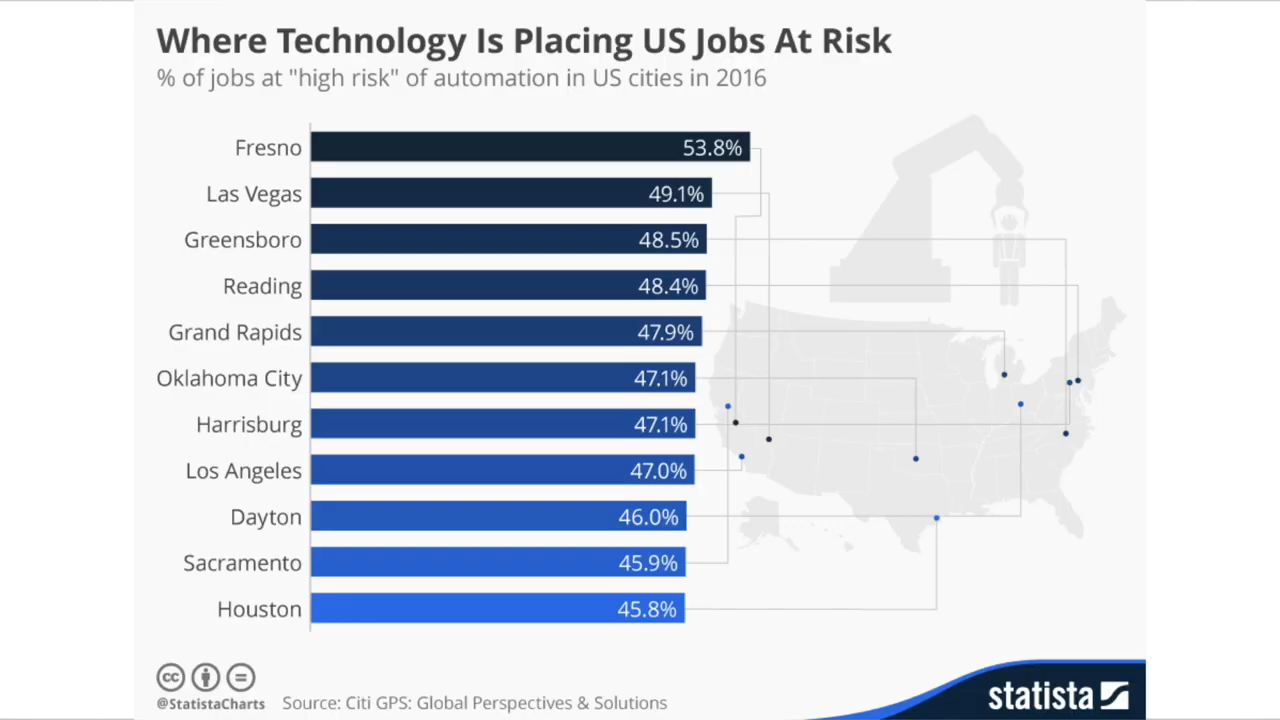 Where Technology Is Placing US Jobs At Risk
% of jobs at "high risk" of automation in US cities in 2016
Fresno 53.8%
Las Vegas 49.1%
Greensboro 48.5%
Reading 48.4%
Grand Rapids 47.9%
Oklahoma City 47.1%
Harrisburg 47.1%
Los Angeles 47.0%
Dayton 46.0%
Sacramento 45.9%
Houston 45.8%
cc
@StatistaCharts Source: Citi GPS: Global Perspectives & Solutions
statista